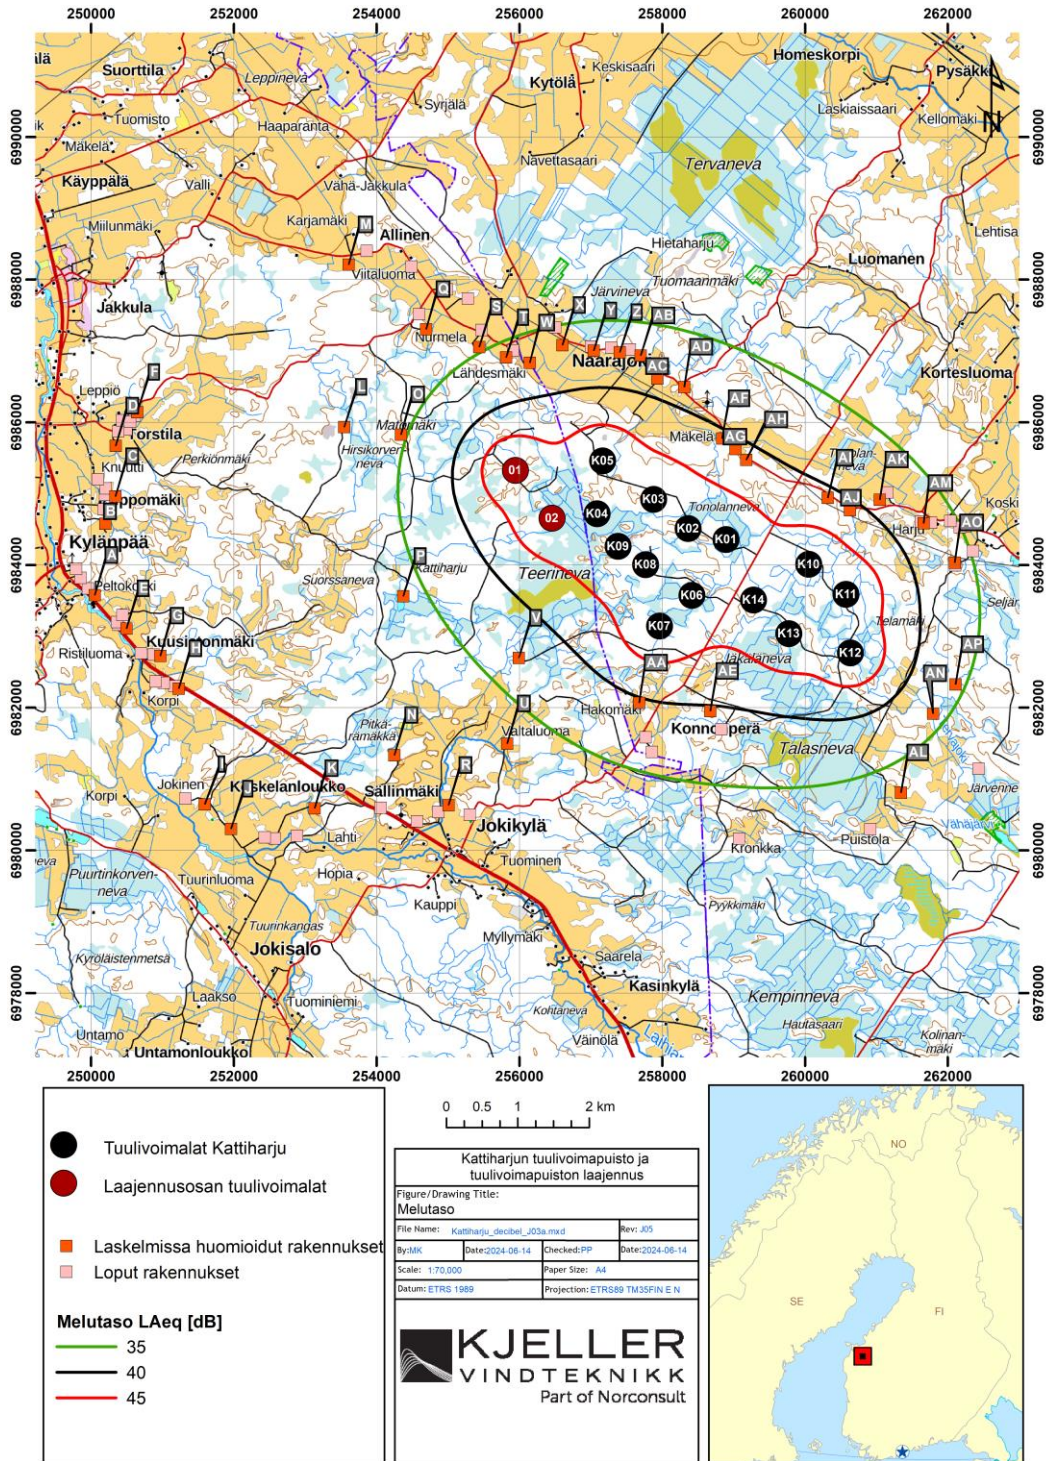 250000 252000 254000 256000 258000 260000 262000
6990000
6988000
6986000
6984000
6982000
6980000
6978000
Suorttila
Leppineva
Keskisaari
Homeskorpi
Pysäkki
Tuomisto
Haaparanta
Syrjälä
Kytölä
Laskiaissaari
Kellomäki
N
Mäkelä
Käyppälä
Valli
Vähä-Jäkkula
Navettasaari
Tervaneva
Miilunmäki
Karjamäki
M
Allinen
Hietaharju
Lehtisa
Viitaluoma
Luomanen
Jakkula
Q
Järvineva
Tuomaanmäki
S
T
W
X
Y
Z
AB
Nurmela
AD
Lähdesmäki
Naarajok
AC
Kortesluoma
F
L
O
AF
Leppio
D
AH
Matomäki
Mäkelä
AG
Torstila
Hirsikorven-
neva
AI
AK
C
Knuutti
Perkiönmäki
01
K05
AM
ppomäki
K03
AJ
B
02
K04
Tonolanneva
Harju
Koski
AO
Kylänpää
K02
K01
A
K09
P
Kattiharju
K08
K10
Peltokoski
Suorssaneva
Teerineva
K06
K14
K11
Seljär
G
V
K07
Telamäki
Kuusimonmäki
K13
K12
AP
Ristiluoma
H
AA
AE
Jäkäläneva
AN
Korpi
Hakomäki
N
U
Pitkä-
rämäkkä
Valtaluoma
Talasneva
AL
K
R
Jokinen
J
Korpi
Sällinmäki
Järvenne
Lahti
Jokikylä
Kronkka
Puistola
Puurtinkorven-
neva
Tuurinluoma
Hopia
Tuominen
Kauppi
Pyykkimäki
Tuurinkangas
Myllymäki
Kyröläistenmetsä
Jokisalo
Saarela
Kasinkylä
Kempinneva
Laakso
Tuominiemi
Kohtaneva
Hautasaari
Untamo
Väinölä
Kolinan-
mäki
Untamonloukko
250000 252000 254000 256000 258000 260000 262000
Tuulivoimalat Kattiharju
Laajennusosan tuulivoimalat
Laskelmissa huomioidut rakennukset
Loput rakennukset
Melutaso LAeq [dB]
35
40
45
0 0.5 1 2 km
Kattiharjun tuulivoimapuisto ja
tuulivoimapuiston laajennus
Figure/Drawing Title:
Melutaso
File Name: Kattiharju_decibel_J03a.mxd Rev: J05
By:MK Date:2024-06-14 Checked:PP Date:2024-06-14
Scale: 1:70,000 Paper Size: A4
Datum: ETRS 1989 Projection: ETRS89 TM35FIN E N
KJELLER
VINDTEKNIKK
Part of Norconsult
NO
SE
FI